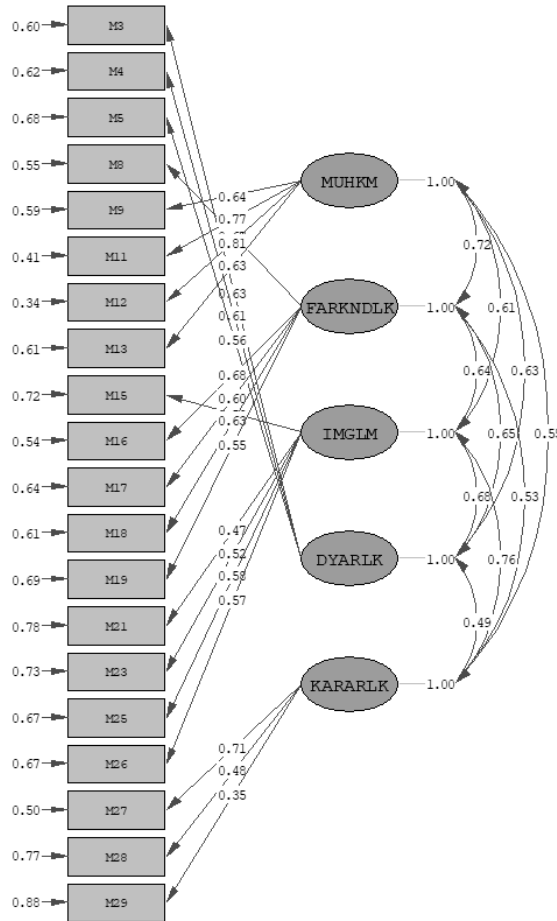 0.60 M3
0.62 M4
0.68 M5
0.55 M8
0.59 M9
0.41 M11
0.34 M12
0.61 M13
0.72 M15
0.54 M16
0.64 M17
0.61 M18
0.69 M19
0.78 M21
0.73 M23
0.67 M25
0.67 M26
0.50 M27
0.77 M28
0.88 M29
0.64
0.77
0.81
0.63
0.63
0.61
0.56
0.68
0.60
0.63
0.55
0.47
0.52
0.58
0.57
0.71
0.48
0.35
MUHKM 1.00
FARKNDLK 1.00
IMGLM 1.00
DYARLK 1.00
KARARLK 1.00
0.72
0.61
0.64 0.63
0.65 0.55
0.68 0.53
0.76
0.49